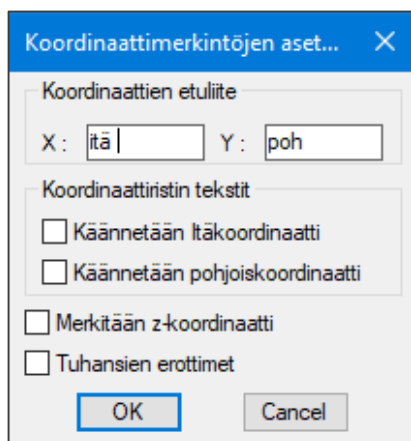 Koordinaattimerkintöjen aset...
Koordinaattien etuliite
X : itä Y : poh
Koordinaattiristin tekstit
Käännetään Itäkoordinaatti
Käännetään pohjoiskoordinaatti
Merkitään z-koordinaatti
Tuhansien erottimet
OK Cancel